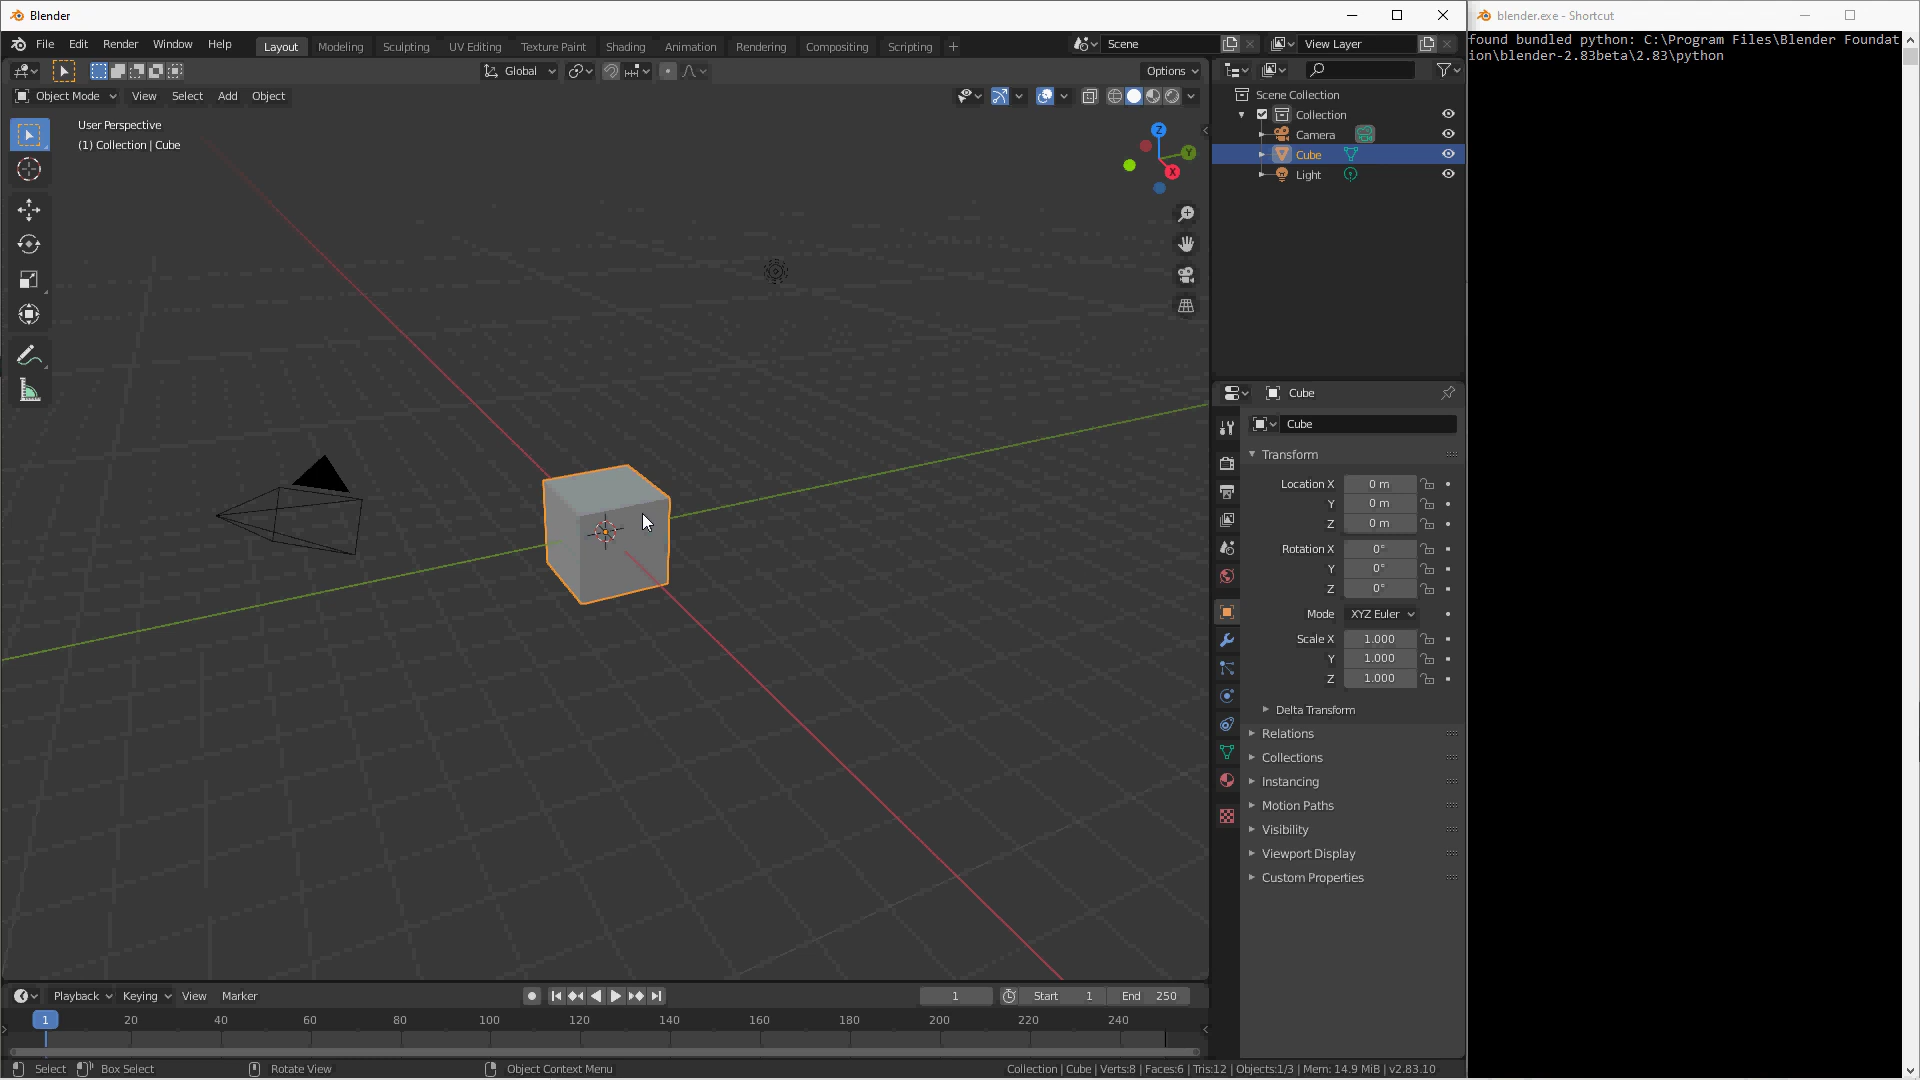 Blender
blender.exe - Shortcut
File Edit Render Window Help
Layout Modeling Sculpting UV Editing Texture Paint Shading Animation Rendering Compositing Scripting +
Scene
View Layer
found bundled python: C:\Program Files\Blender Foundat
ion\blender-2.83beta\2.83\python
Global
Options
Object Mode View Select Add Object
User Perspective
(1) Collection | Cube
Z
Y
X
Scene Collection
Collection
Camera
Cube
Light
Cube
Cube
Transform
Location X 0 m
Y 0 m
Z 0 m
Rotation X 0°
Y 0°
Z 0°
Mode XYZ Euler
Scale X 1.000
Y 1.000
Z 1.000
Delta Transform
Relations
Collections
Instancing
Motion Paths
Visibility
Viewport Display
Custom Properties
Playback Keying View Marker
1 Start 1 End 250
1 20 40 60 80 100 120 140 160 180 200 220 240
Select Box Select Rotate View Object Context Menu
Collection | Cube | Verts:8 | Faces:6 | Tris:12 | Objects:1/3 | Mem: 14.9 MiB | v2.83.10